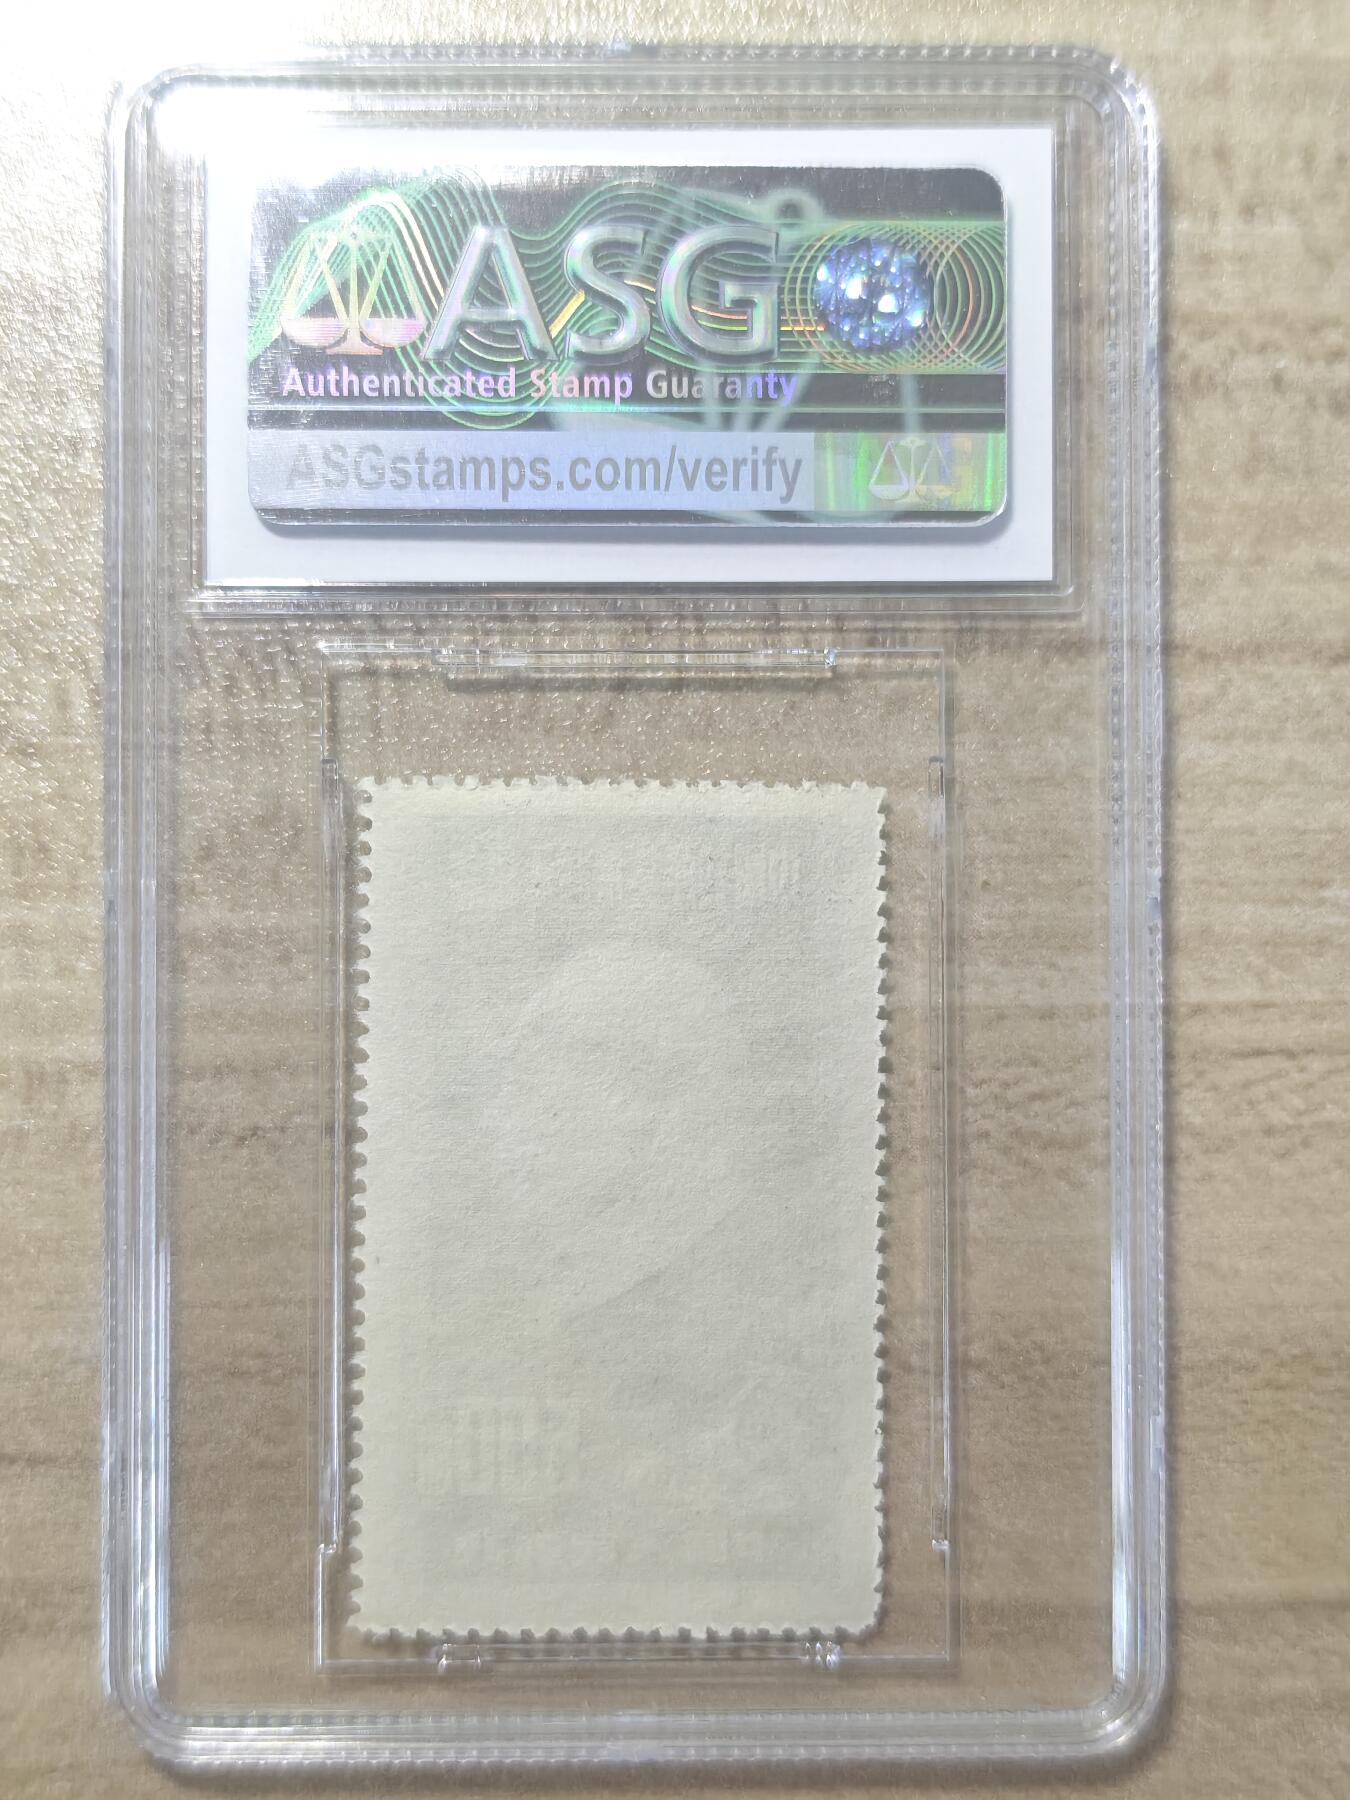 ASG
Authenticated Stamp Guaranty
ASGstamps.com/verify